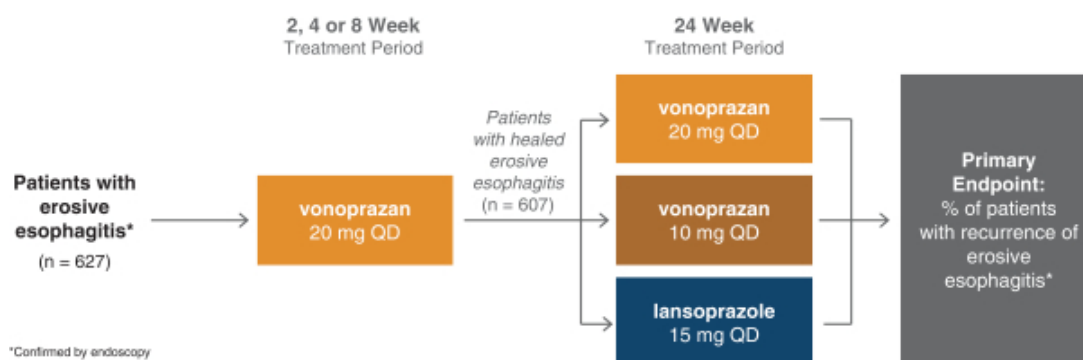 2, 4 or 8 Week
Treatment Period
24 Week
Treatment Period
Patients with
erosive
esophagitis*
(n = 627)
vonoprazan
20 mg QD
Patients
with healed
erosive
esophagitis
(n = 607)
vonoprazan
20 mg QD
vonoprazan
10 mg QD
lansoprazole
15 mg QD
Primary
Endpoint:
% of patients
with recurrence of
erosive
esophagitis*
*Confirmed by endoscopy